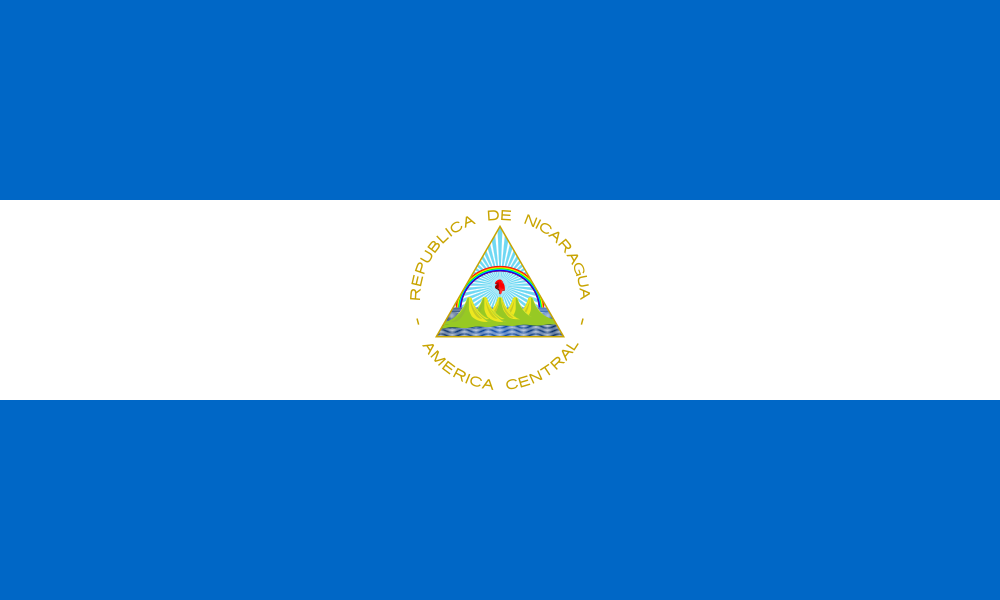 REPUBLICA DE NICARAGUA
- AMERICA CENTRAL -